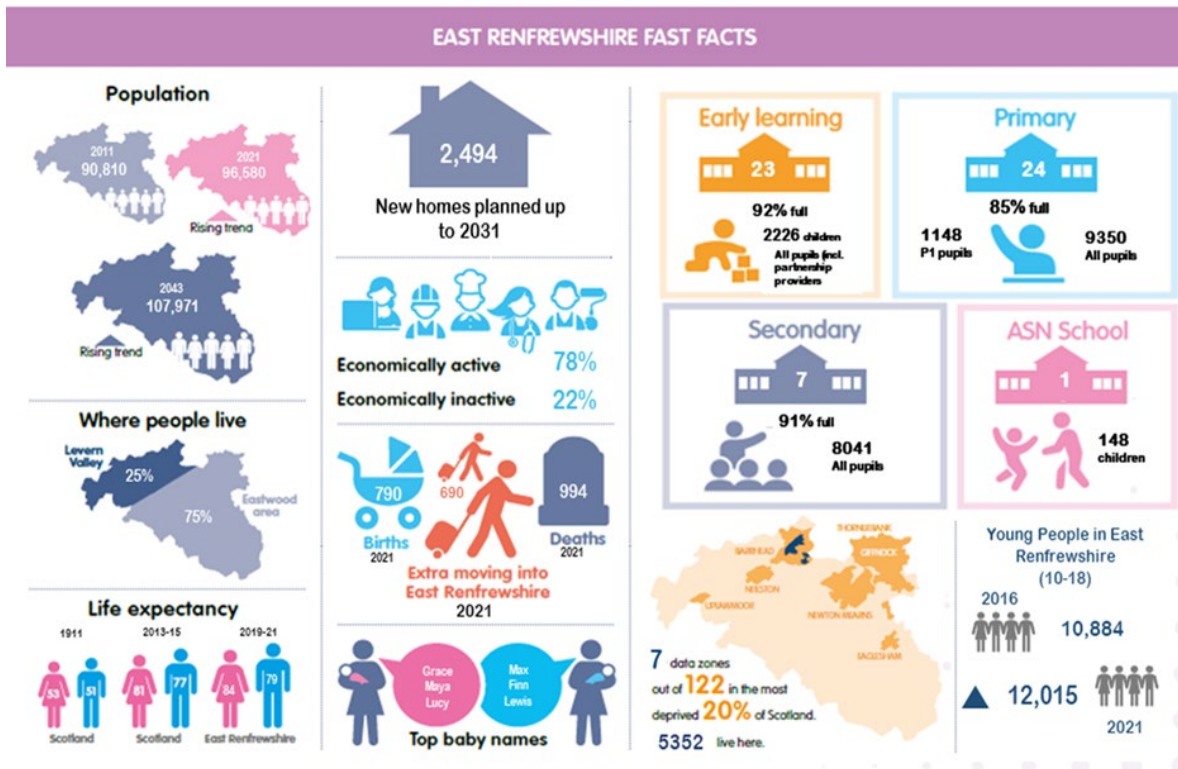 EAST RENFREWSHIRE FAST FACTS
Population
2011
90,810
2021
96,580
Rising trend
2043
107,971
Rising trend
Where people live
Levern
Valley
25%
75%
Eastwood
area
Life expectancy
1911
2013-15
2019-21
53
51
81
77
84
79
Scotland
Scotland
East Renfrewshire
2,494
New homes planned up
to 2031
Economically active
78%
Economically inactive
22%
790
Births
2021
690
Extra moving into
East Renfrewshire
2021
994
Deaths
2021
Grace
Maya
Lucy
Max
Finn
Lewis
Top baby names
Early learning
23
92% full
2226 children
All pupils (incl.
partnership
providers
Primary
24
85% full
1148
P1 pupils
9350
All pupils
Secondary
7
91% full
8041
All pupils
ASN School
1
148
children
BARRHEAD
THORNLIEBANK
GIFFNOCK
NEILSTON
UPLAWMOOR
NEWTON MEARNS
EAGLESHAM
7 data zones
out of 122 in the most
deprived 20% of Scotland.
5352 live here.
Young People in East
Renfrewshire
(10-18)
2016
10,884
12,015
2021